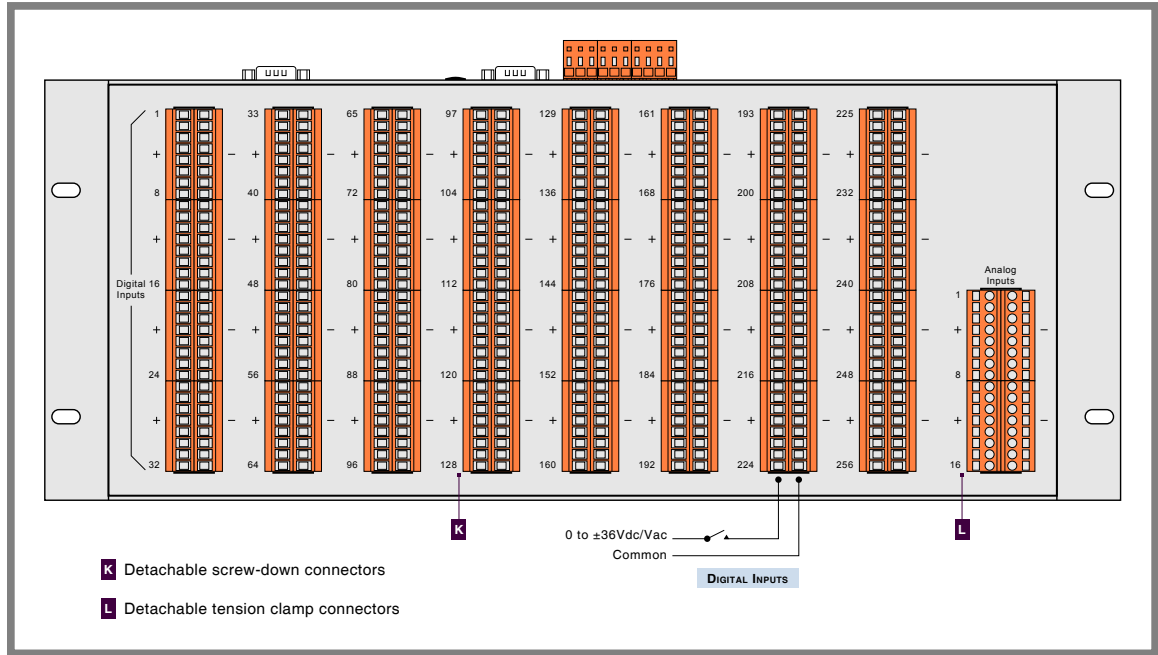 1 33 65 97 129 161 193 225
+ − + − + − + − + − + − + − + −
8 40 72 104 136 168 200 232
+ − + − + − + − + − + − + − + −
Analog
Inputs
Digital 16 48 80 112 144 176 208 240
Inputs
1
+ − + − + − + − + − + − + − + − + −
24 56 88 120 152 184 216 248 8
+ − + − + − + − + − + − + − + − + −
32 64 96 128 160 192 224 256 16
K
L
0 to ±36Vdc/Vac
Common
DIGITAL INPUTS
K Detachable screw-down connectors
L Detachable tension clamp connectors